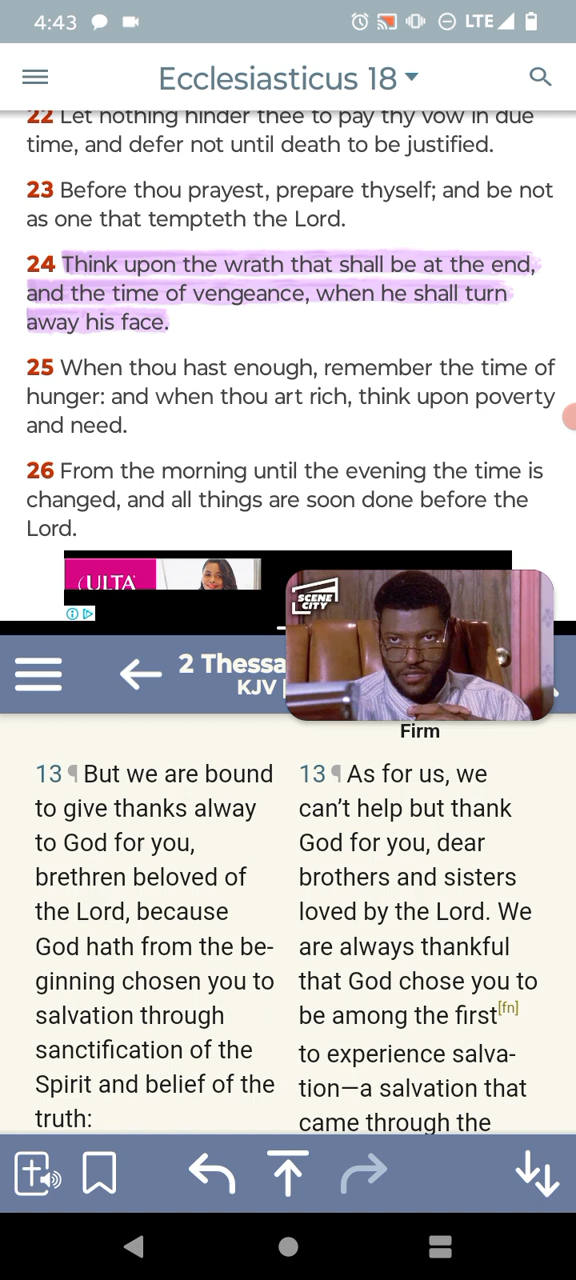 4:43
LTE
Ecclesiasticus 18
22 Let nothing hinder thee to pay thy vow in due
time, and defer not until death to be justified.
23 Before thou prayest, prepare thyself; and be not
as one that tempteth the Lord.
24 Think upon the wrath that shall be at the end,
and the time of vengeance, when he shall turn
away his face.
25 When thou hast enough, remember the time of
hunger: and when thou art rich, think upon poverty
and need.
26 From the morning until the evening the time is
changed, and all things are soon done before the
Lord.
ULTA
SCENE
CITY
2 Thessa
KJV
Firm
13 ¶ But we are bound
to give thanks alway
to God for you,
brethren beloved of
the Lord, because
God hath from the be-
ginning chosen you to
salvation through
sanctification of the
Spirit and belief of the
truth:
13 ¶ As for us, we
can’t help but thank
God for you, dear
brothers and sisters
loved by the Lord. We
are always thankful
that God chose you to
be among the first[fn]
to experience salva-
tion—a salvation that
came through the